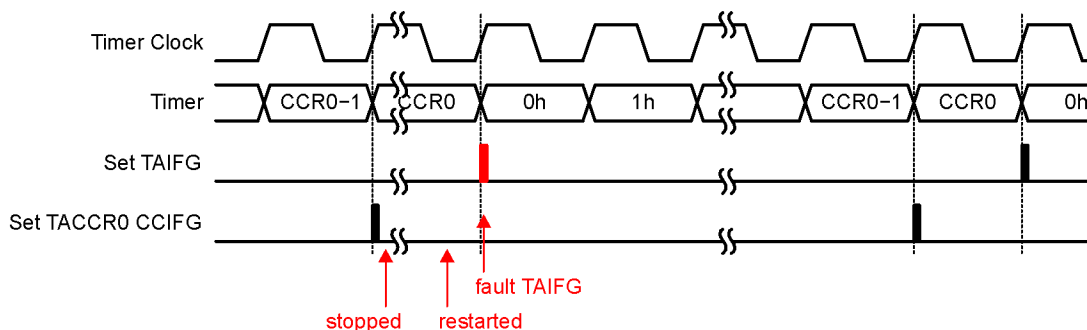 Timer Clock
Timer CCR0−1 CCR0 0h 1h CCR0−1 CCR0 0h
Set TAIFG
Set TACCR0 CCIFG
fault TAIFG
stopped restarted